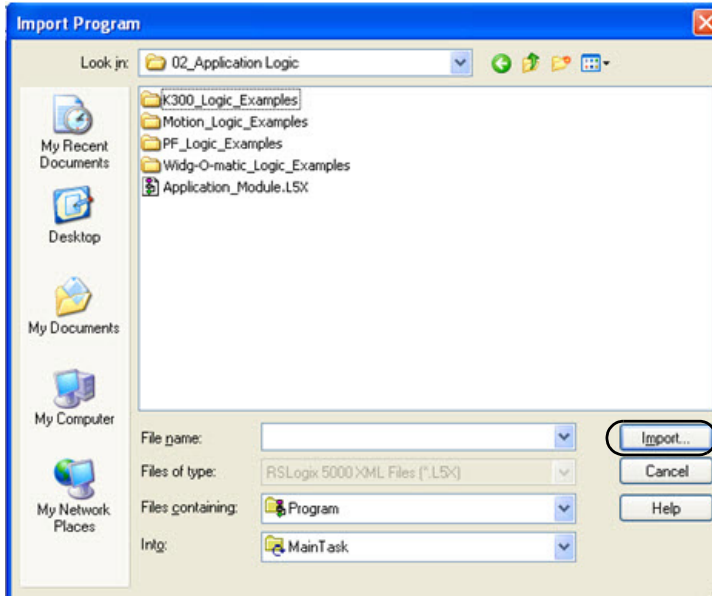 Import Program
Look in: 02_Application Logic
My Recent Documents
Desktop
My Documents
My Computer
My Network Places
K300_Logic_Examples
Motion_Logic_Examples
PF_Logic_Examples
Widg-O-matic_Logic_Examples
Application_Module.L5X
File name:
Import...
Files of type: RSLogix 5000 XML Files (*.L5X)
Cancel
Files containing: Program
Help
Into: MainTask